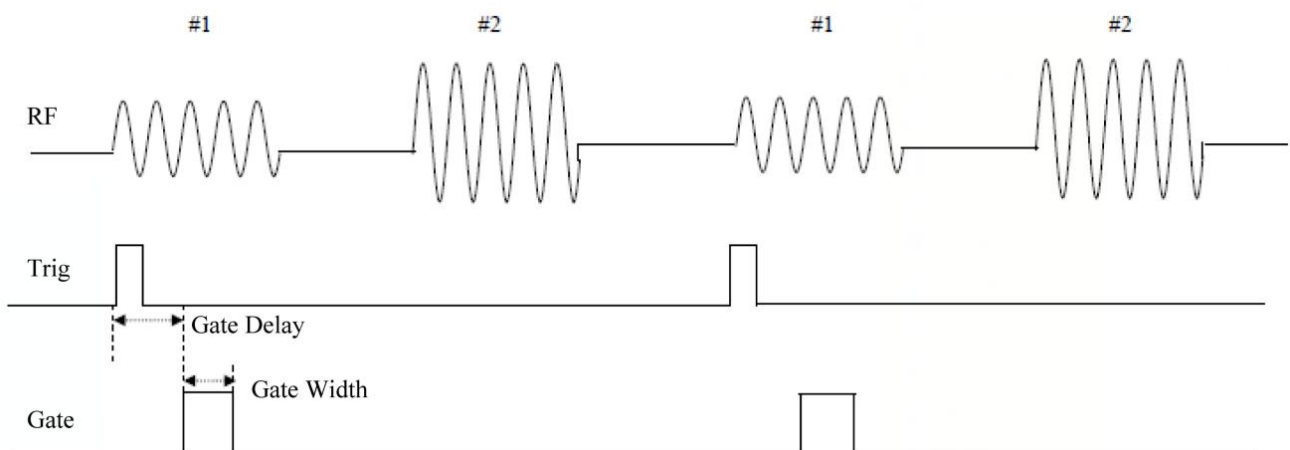 #1 #2 #1 #2
RF
Trig
Gate Delay
Gate Width
Gate